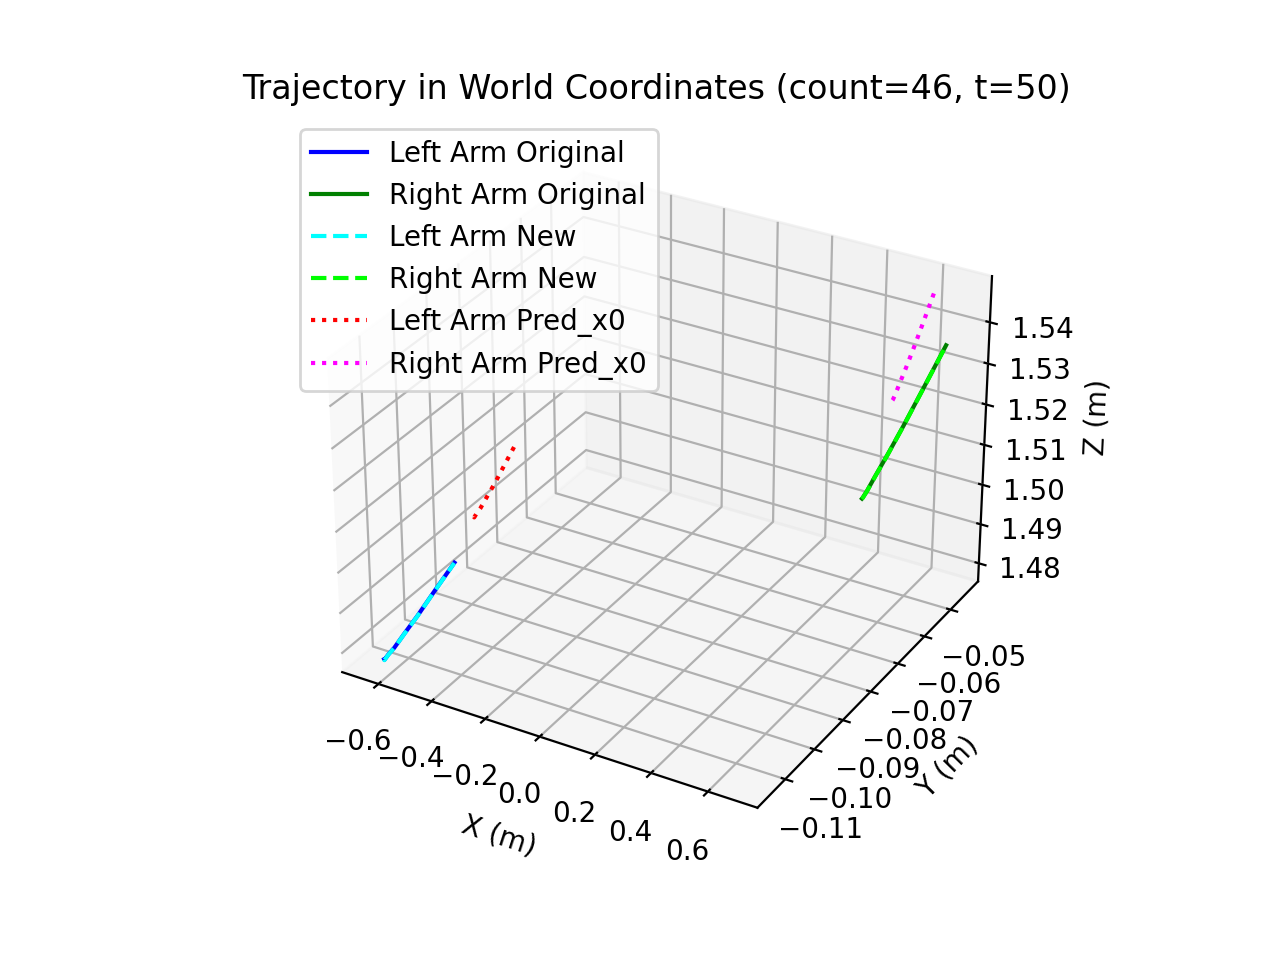 Trajectory in World Coordinates (count=46, t=50)
Left Arm Original
Right Arm Original
Left Arm New
Right Arm New
Left Arm Pred_x0
Right Arm Pred_x0
1.54
1.53
1.52
1.51
1.50
1.49
1.48
Z (m)
−0.05
−0.06
−0.07
−0.08
−0.09
−0.10
−0.11
Y (m)
−0.6
−0.4
−0.2
0.0
0.2
0.4
0.6
X (m)